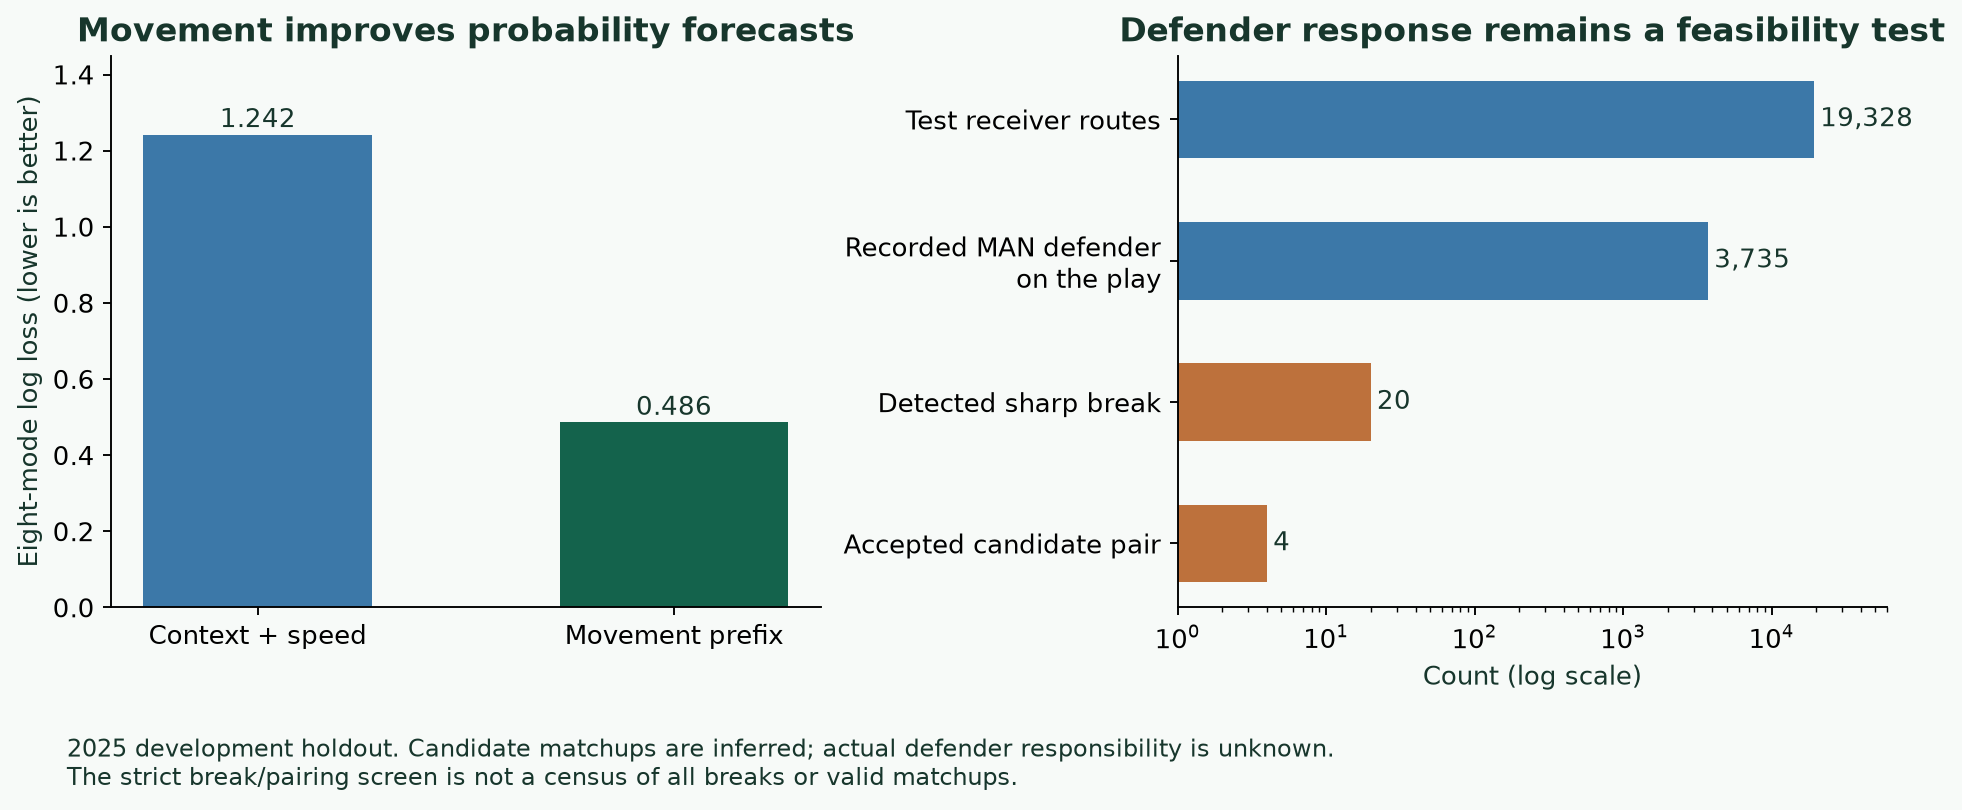 Movement improves probability forecasts
Eight-mode log loss (lower is better)
1.4
1.2
1.0
0.8
0.6
0.4
0.2
0.0
1.242
0.486
Context + speed
Movement prefix
Defender response remains a feasibility test
Test receiver routes
19,328
Recorded MAN defender
on the play
3,735
Detected sharp break
20
Accepted candidate pair
4
10⁰ 10¹ 10² 10³ 10⁴
Count (log scale)
2025 development holdout. Candidate matchups are inferred; actual defender responsibility is unknown.
The strict break/pairing screen is not a census of all breaks or valid matchups.